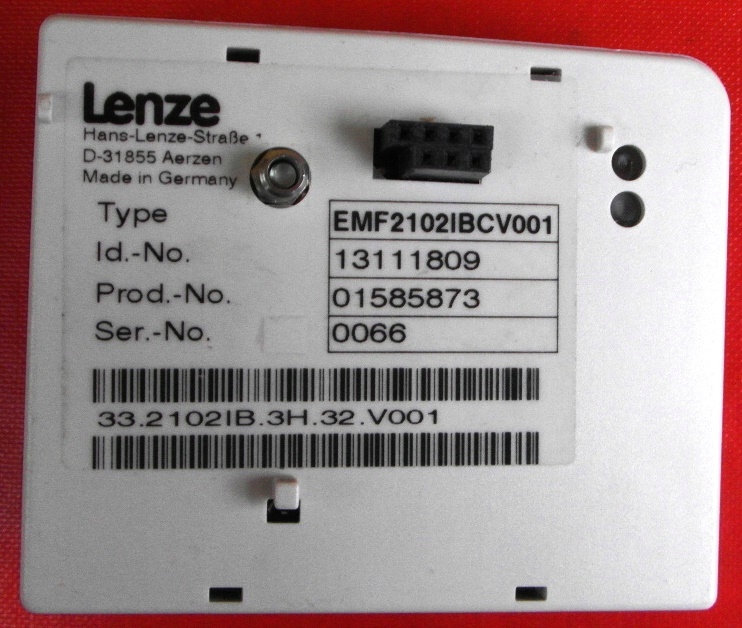 Lenze
Hans-Lenze-Straße 1
D-31855 Aerzen
Made in Germany
Type EMF2102IBCV001
Id.-No. 13111809
Prod.-No. 01585873
Ser.-No. 0066
33.2102IB.3H.32.V001